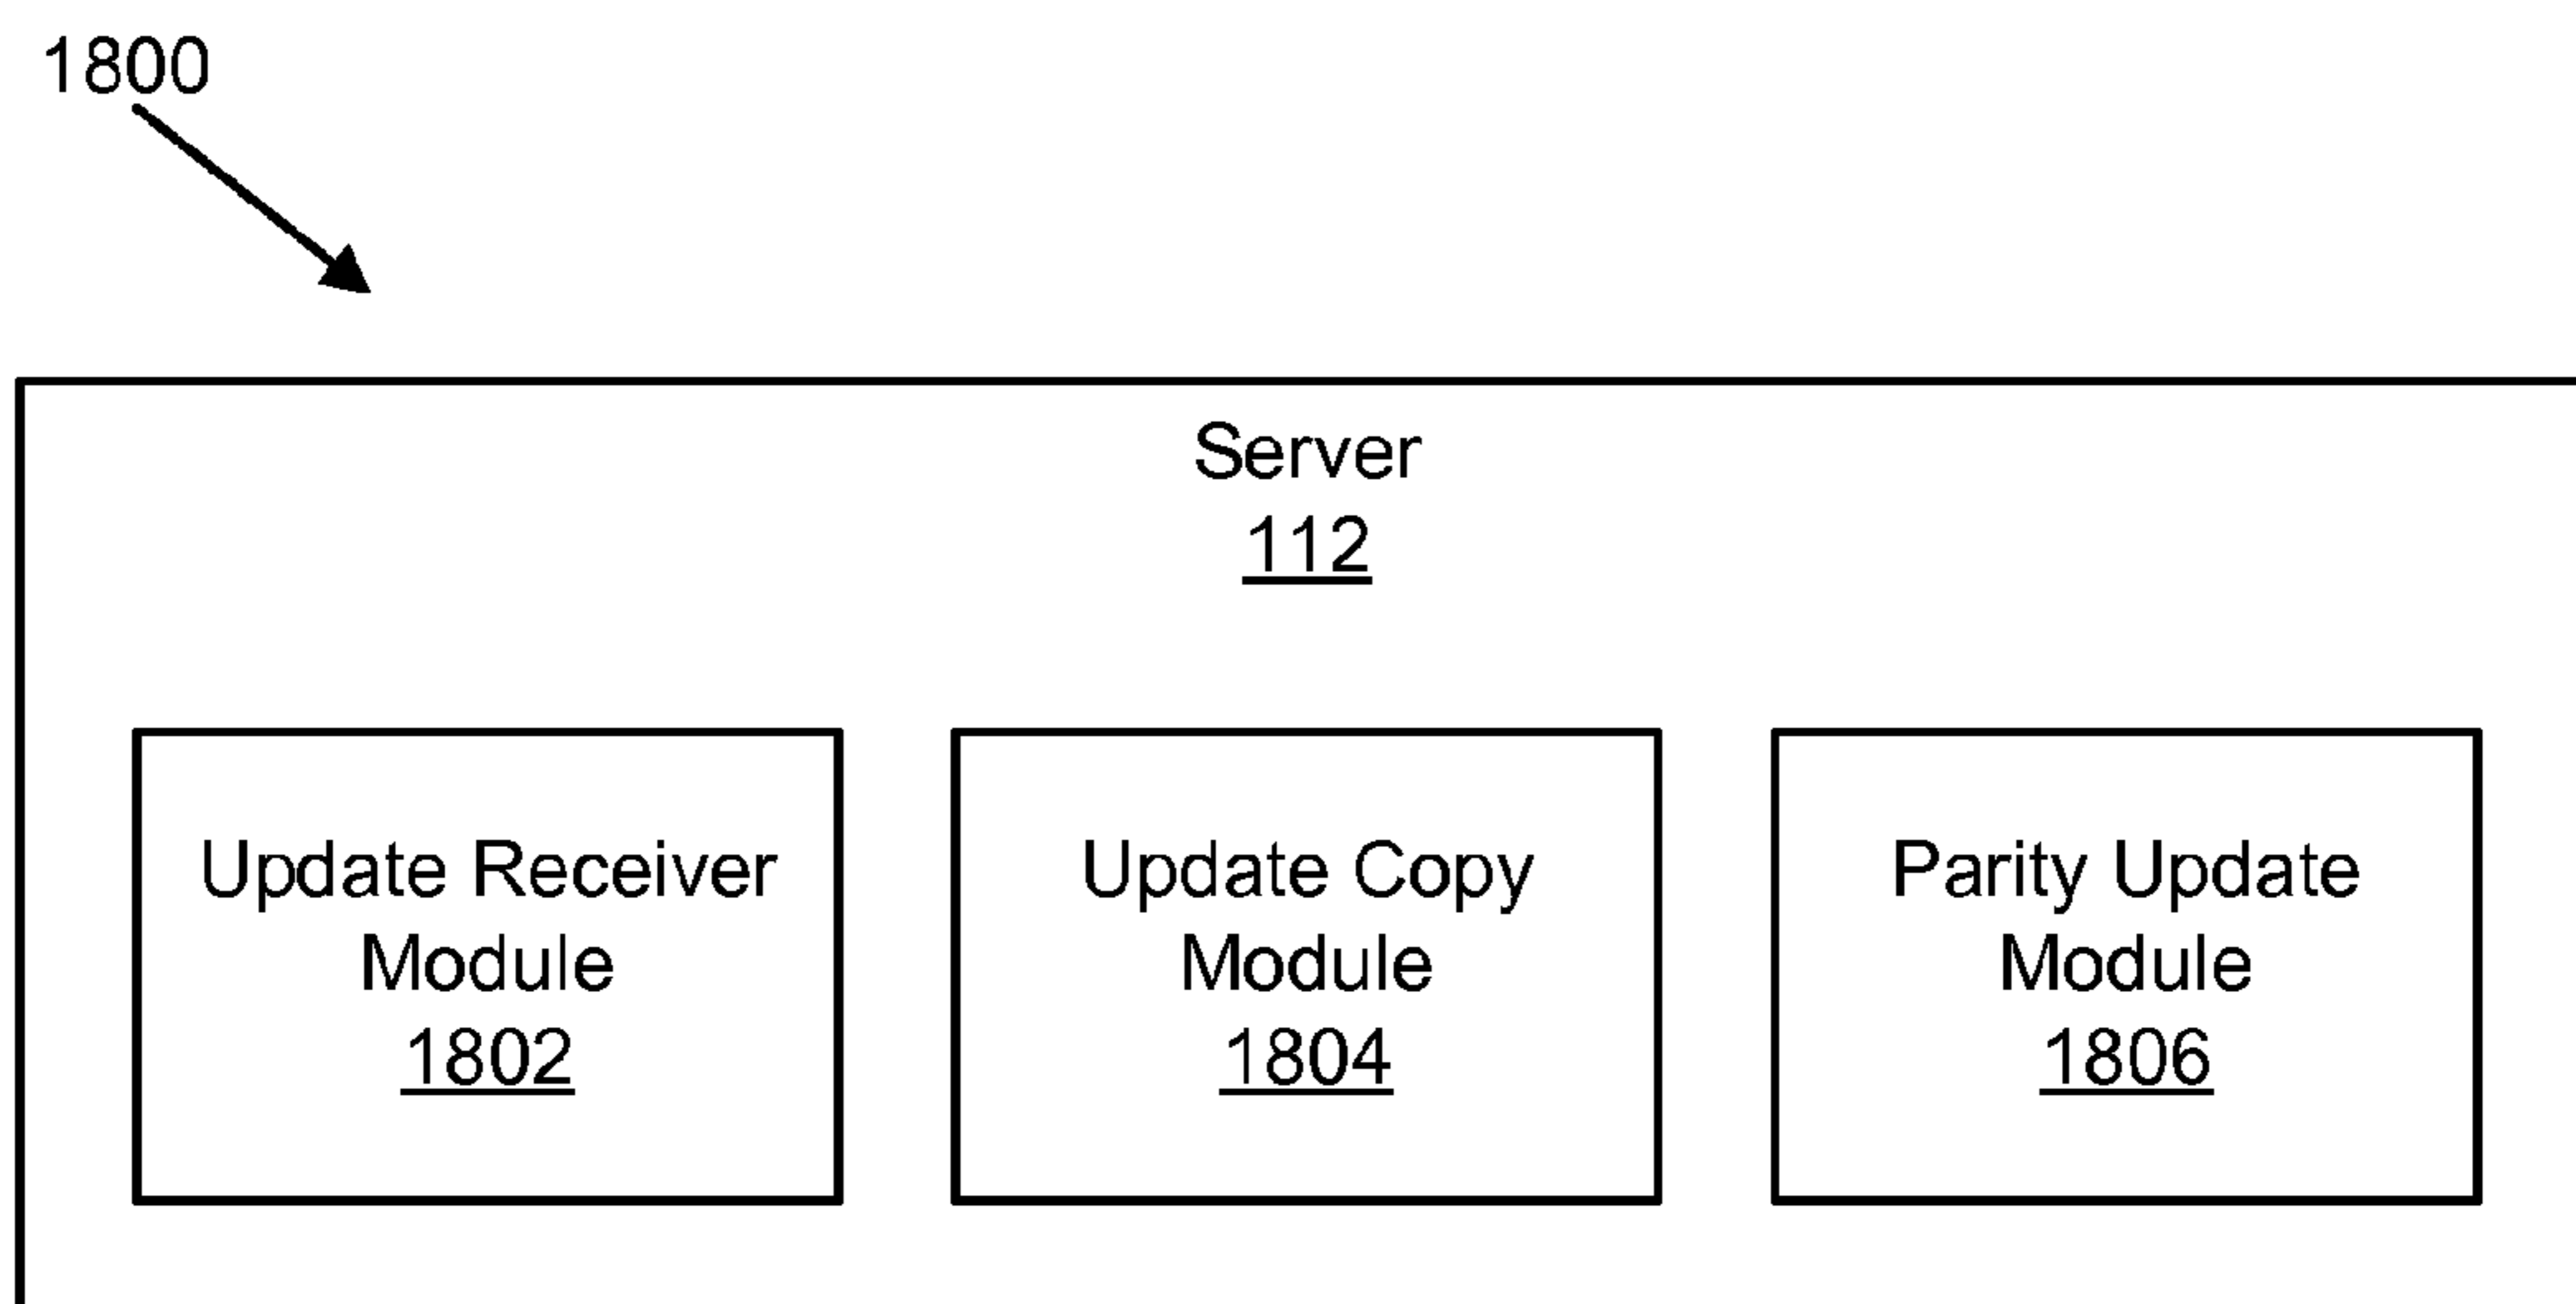 1800
Server
112
Update Receiver
Module
1802
Update Copy
Module
1804
Parity Update
Module
1806